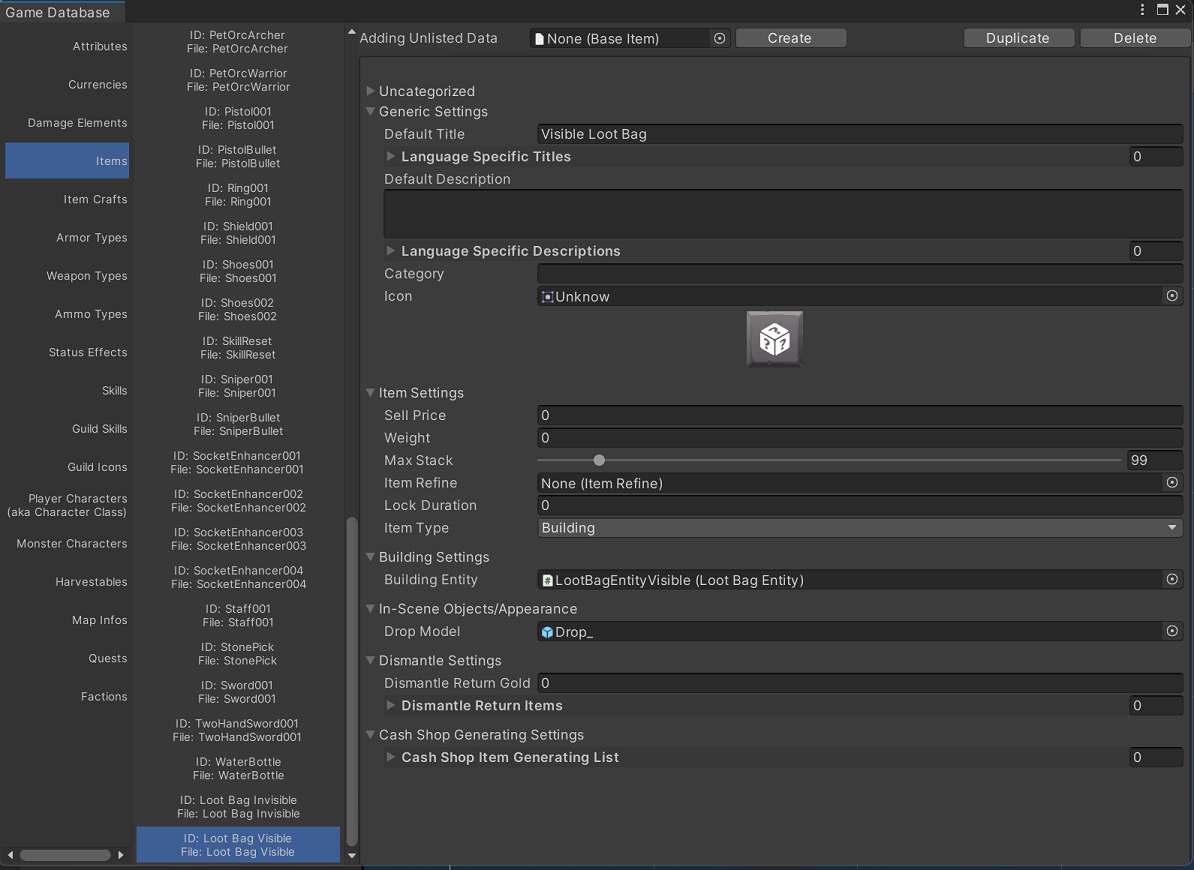 Game Database
Attributes
Currencies
Damage Elements
Items
Item Crafts
Armor Types
Weapon Types
Ammo Types
Status Effects
Skills
Guild Skills
Guild Icons
Player Characters
(aka Character Class)
Monster Characters
Harvestables
Map Infos
Quests
Factions
ID: PetOrcArcher
File: PetOrcArcher
ID: PetOrcWarrior
File: PetOrcWarrior
ID: Pistol001
File: Pistol001
ID: PistolBullet
File: PistolBullet
ID: Ring001
File: Ring001
ID: Shield001
File: Shield001
ID: Shoes001
File: Shoes001
ID: Shoes002
File: Shoes002
ID: SkillReset
File: SkillReset
ID: Sniper001
File: Sniper001
ID: SniperBullet
File: SniperBullet
ID: SocketEnhancer001
File: SocketEnhancer001
ID: SocketEnhancer002
File: SocketEnhancer002
ID: SocketEnhancer003
File: SocketEnhancer003
ID: SocketEnhancer004
File: SocketEnhancer004
ID: Staff001
File: Staff001
ID: StonePick
File: StonePick
ID: Sword001
File: Sword001
ID: TwoHandSword001
File: TwoHandSword001
ID: WaterBottle
File: WaterBottle
ID: Loot Bag Invisible
File: Loot Bag Invisible
ID: Loot Bag Visible
File: Loot Bag Visible
Adding Unlisted Data None (Base Item) Create Duplicate Delete
Uncategorized
Generic Settings
Default Title Visible Loot Bag
Language Specific Titles 0
Default Description
Language Specific Descriptions 0
Category
Icon Unknow
? ? ?
Item Settings
Sell Price 0
Weight 0
Max Stack 99
Item Refine None (Item Refine)
Lock Duration 0
Item Type Building
Building Settings
Building Entity # LootBagEntityVisible (Loot Bag Entity)
In-Scene Objects/Appearance
Drop Model Drop_
Dismantle Settings
Dismantle Return Gold 0
Dismantle Return Items 0
Cash Shop Generating Settings
Cash Shop Item Generating List 0